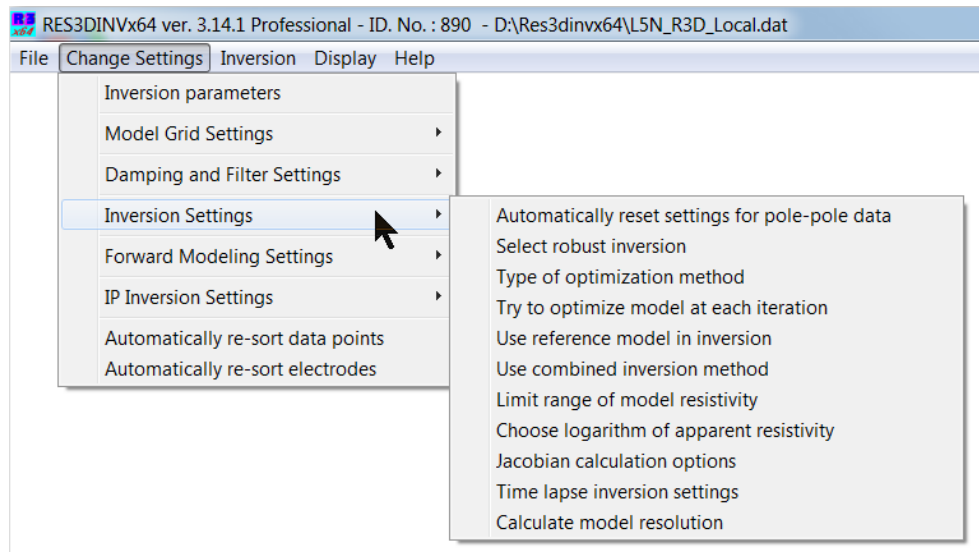 R3 x64 RES3DINVx64 ver. 3.14.1 Professional - ID. No. : 890 - D:\Res3dinvx64\L5N_R3D_Local.dat
File Change Settings Inversion Display Help
Inversion parameters
Model Grid Settings
Damping and Filter Settings
Inversion Settings
Forward Modeling Settings
IP Inversion Settings
Automatically re-sort data points
Automatically re-sort electrodes
Automatically reset settings for pole-pole data
Select robust inversion
Type of optimization method
Try to optimize model at each iteration
Use reference model in inversion
Use combined inversion method
Limit range of model resistivity
Choose logarithm of apparent resistivity
Jacobian calculation options
Time lapse inversion settings
Calculate model resolution